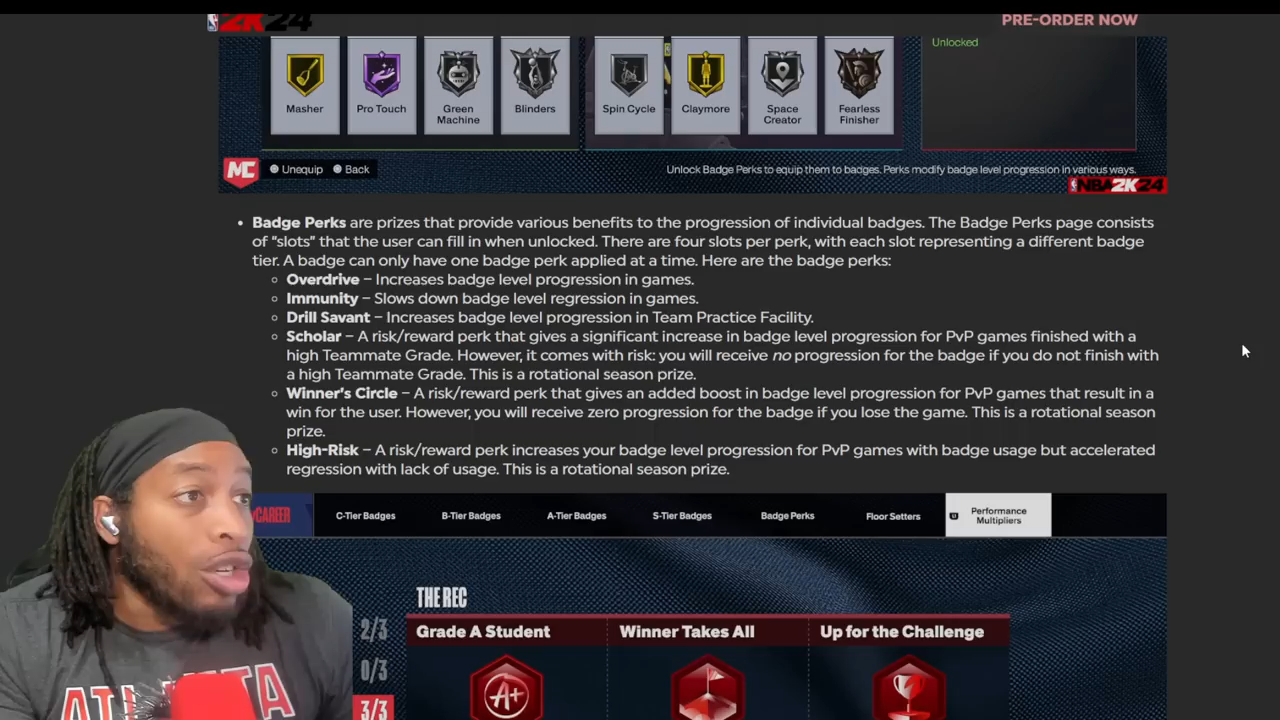 2K24
PRE-ORDER NOW
Unlocked
Masher
Pro Touch
Green Machine
Blinders
Spin Cycle
Claymore
Space Creator
Fearless Finisher
MC
Unequip
Back
Unlock Badge Perks to equip them to badges. Perks modify badge level progression in various ways.
NBA2K24
• Badge Perks are prizes that provide various benefits to the progression of individual badges. The Badge Perks page consists
of "slots" that the user can fill in when unlocked. There are four slots per perk, with each slot representing a different badge
tier. A badge can only have one badge perk applied at a time. Here are the badge perks:
Overdrive – Increases badge level progression in games.
Immunity – Slows down badge level regression in games.
Drill Savant – Increases badge level progression in Team Practice Facility.
Scholar – A risk/reward perk that gives a significant increase in badge level progression for PvP games finished with a
high Teammate Grade. However, it comes with risk: you will receive no progression for the badge if you do not finish with
a high Teammate Grade. This is a rotational season prize.
Winner's Circle – A risk/reward perk that gives an added boost in badge level progression for PvP games that result in a
win for the user. However, you will receive zero progression for the badge if you lose the game. This is a rotational season
prize.
High-Risk – A risk/reward perk increases your badge level progression for PvP games with badge usage but accelerated
regression with lack of usage. This is a rotational season prize.
CAREER
C-Tier Badges
B-Tier Badges
A-Tier Badges
S-Tier Badges
Badge Perks
Floor Setters
Performance Multipliers
THE REC
2/3
Grade A Student
Winner Takes All
Up for the Challenge
0/3
A+
3/3